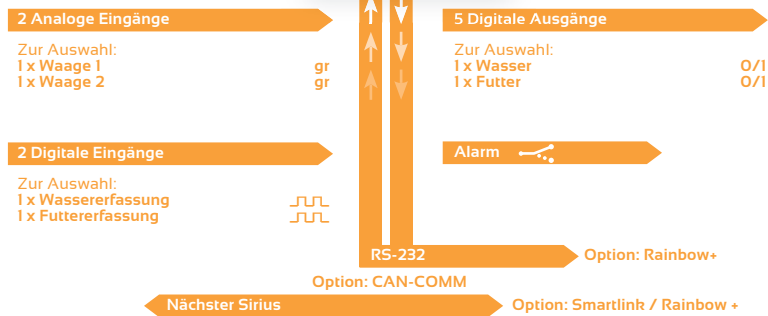 2 Analoge Eingänge
Zur Auswahl:
1 x Waage 1 gr
1 x Waage 2 gr
2 Digitale Eingänge
Zur Auswahl:
1 x Wassererfassung
1 x Futtererfassung
5 Digitale Ausgänge
Zur Auswahl:
1 x Wasser 0/1
1 x Futter 0/1
Alarm
RS-232 Option: Rainbow+
Option: CAN-COMM
Nächster Sirius Option: Smartlink / Rainbow +